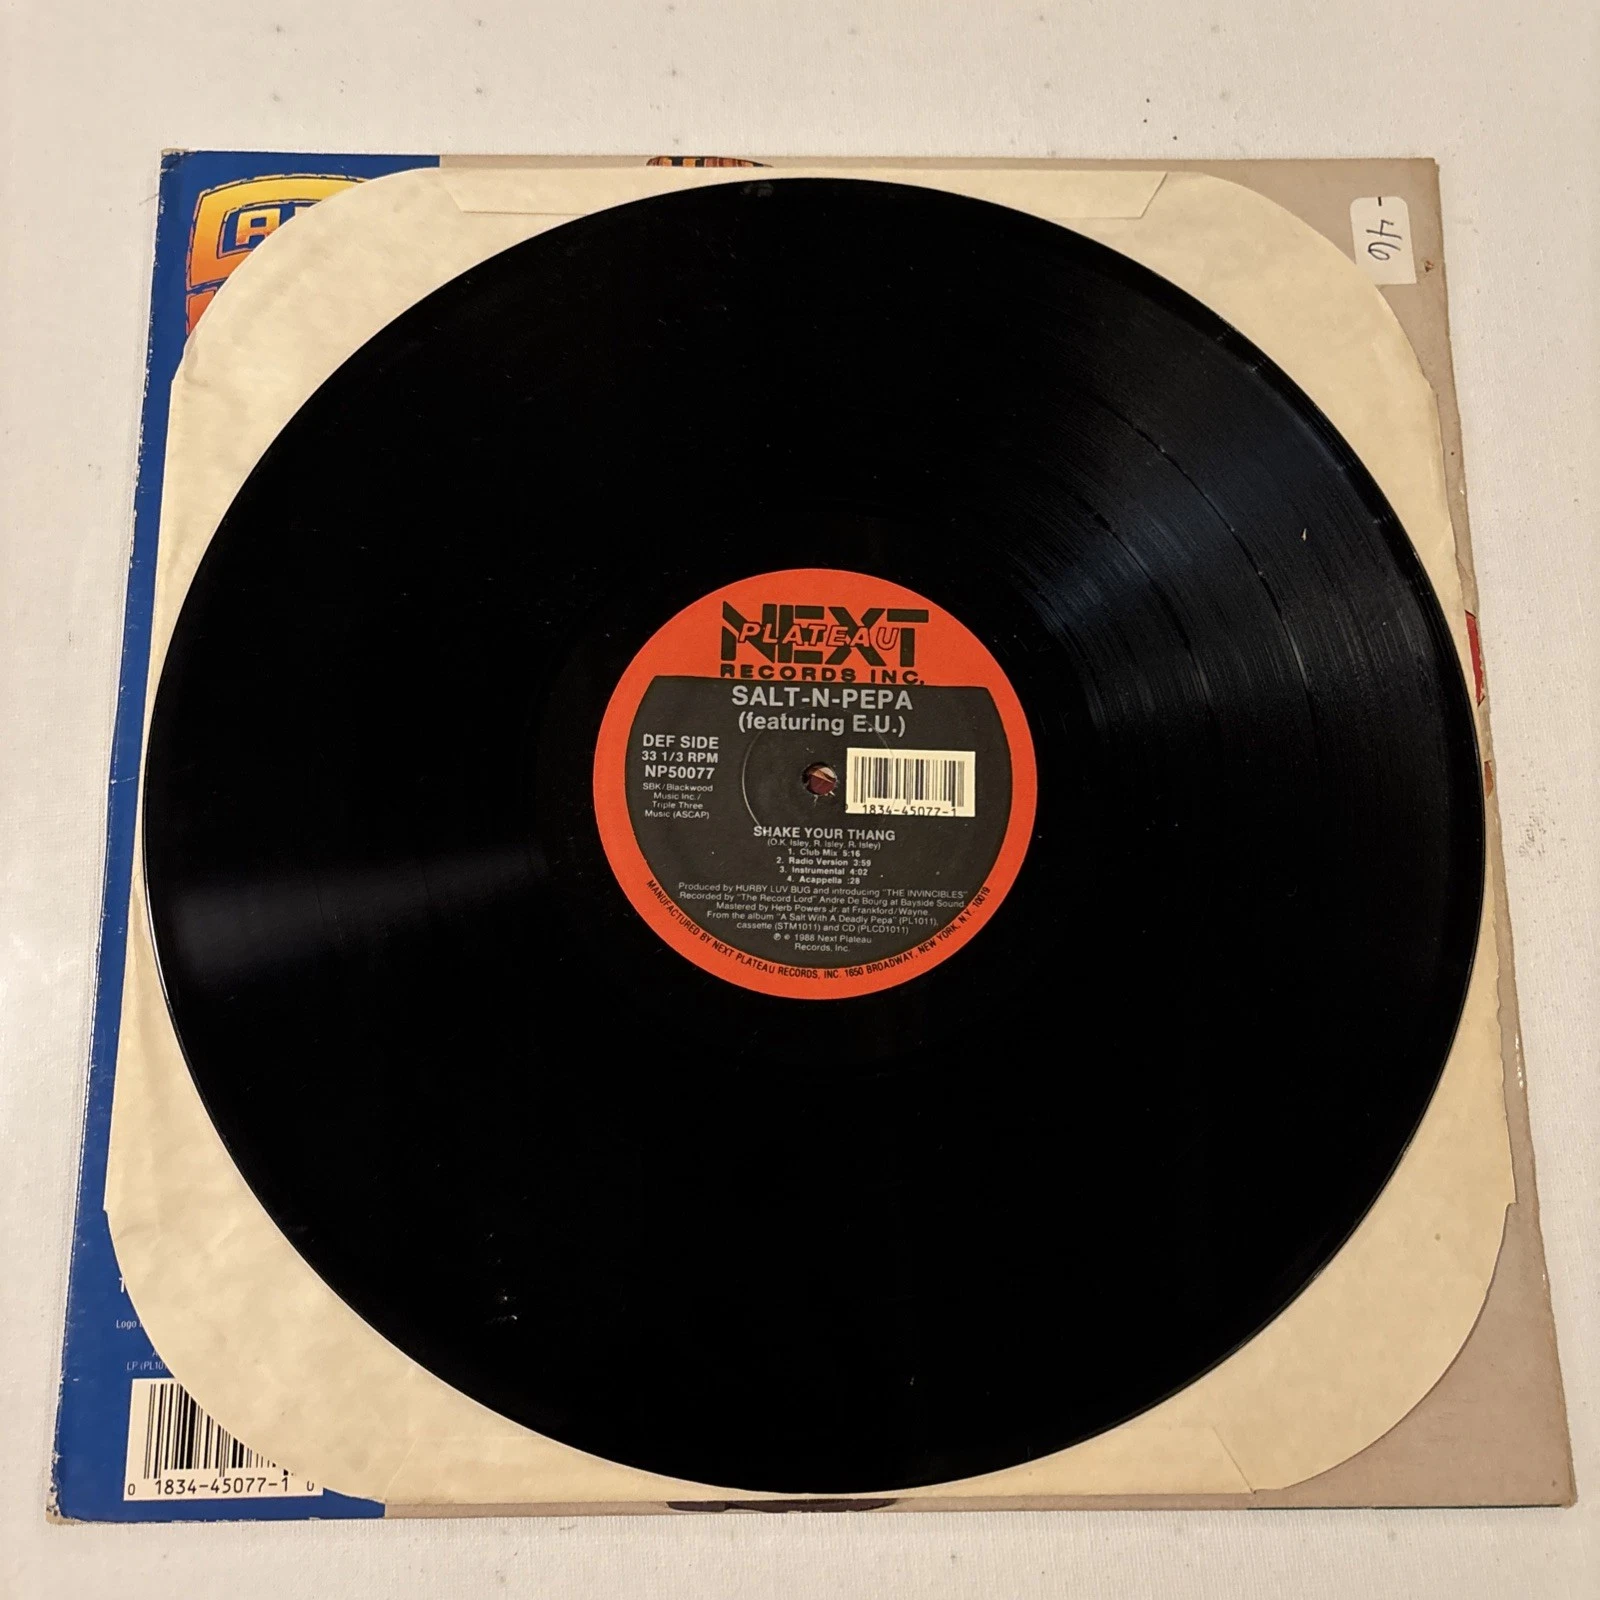 NEXT
PLATEAU
RECORDS INC.
SALT-N-PEPA
(featuring E.U.)
DEF SIDE
33 1/3 RPM
NP50077
SBK/Blackwood
Music Inc./
Triple Three
Music (ASCAP)
1834-45077-1
SHAKE YOUR THANG
(O.K. Isley, R. Isley, R. Isley)
1. Club Mix 5:16
2. Radio Version 3:59
3. Instrumental 4:02
4. Acappella :28
Produced by HURBY LUV BUG and introducing "THE INVINCIBLES"
Recorded by "The Record Lord" Andre De Bourg at Bayside Sound
Mastered by Herb Powers Jr. at Frankford/Wayne.
From the album "A Salt With A Deadly Pepa" (PL1011),
cassette (STM1011) and CD (PLCD1011)
℗ © 1988 Next Plateau
Records, Inc.
MANUFACTURED BY NEXT PLATEAU RECORDS, INC. 1650 BROADWAY, NEW YORK, N.Y. 10019
46
Logo
LP (PL101
0 1834-45077-1 0